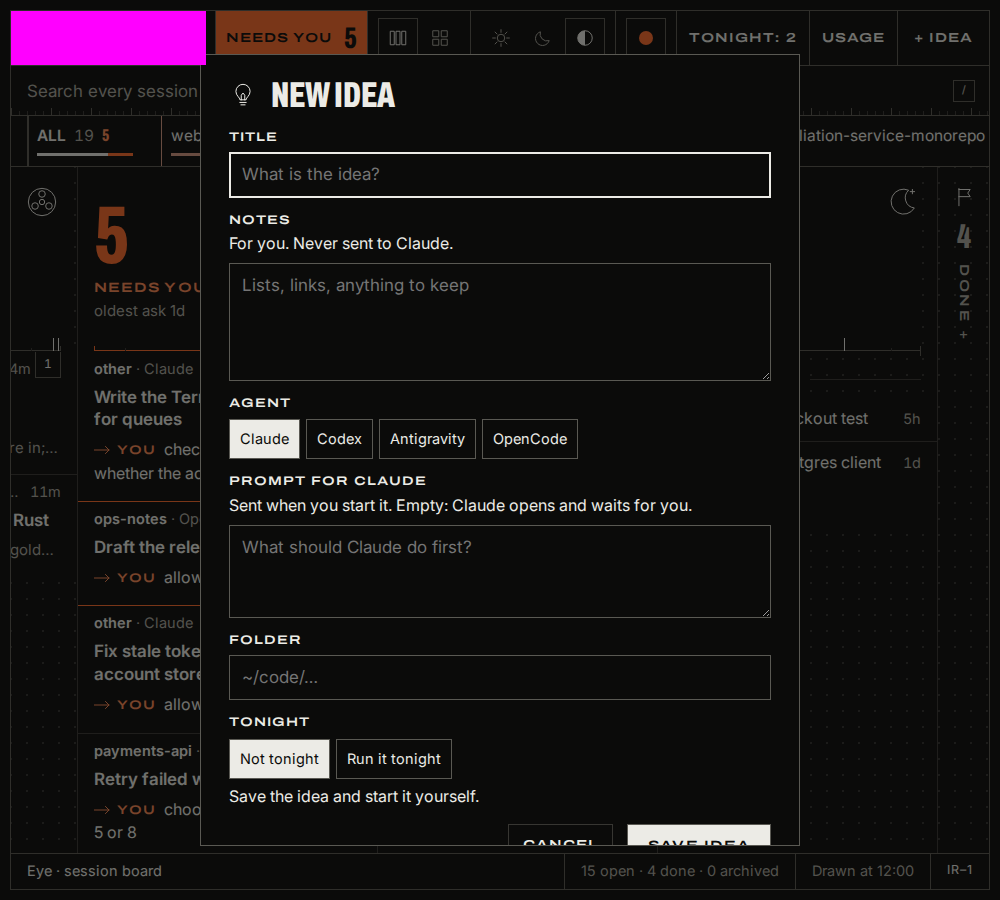 NEEDS YOU 5
TONIGHT: 2
USAGE
+ IDEA
Search every session
/
ALL 19 5
web
liation-service-monorepo
NEW IDEA
TITLE
What is the idea?
NOTES
For you. Never sent to Claude.
Lists, links, anything to keep
AGENT
Claude
Codex
Antigravity
OpenCode
PROMPT FOR CLAUDE
Sent when you start it. Empty: Claude opens and waits for you.
What should Claude do first?
FOLDER
~/code/...
TONIGHT
Not tonight
Run it tonight
Save the idea and start it yourself.
CANCEL
SAVE IDEA
4m 1
re in;...
.. 11m
Rust
gold...
5
NEEDS YOU
oldest ask 1d
other · Claude
Write the Ter
for queues
→ YOU chec
whether the ac
ops-notes · Op
Draft the rele
→ YOU allow
other · Claude
Fix stale toke
account store
→ YOU allow
payments-api ·
Retry failed w
→ YOU choo
5 or 8
ckout test 5h
tgres client 1d
4 DONE +
Eye · session board
15 open · 4 done · 0 archived
Drawn at 12:00
IR–1